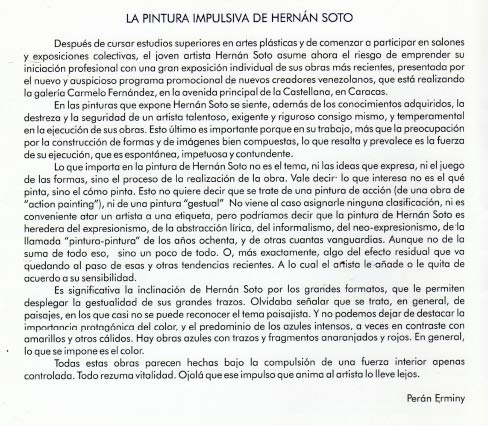 LA PINTURA IMPULSIVA DE HERNÁN SOTO
Después de cursar estudios superiores en artes plásticas y de comenzar a participar en salones
y exposiciones colectivas, el joven artista Hernán Soto asume ahora el riesgo de emprender su
iniciación profesional con una gran exposición individual de sus obras más recientes, presentada por
el nuevo y auspicioso programa promocional de nuevos creadores venezolanos, que está realizando
la galería Carmelo Fernández, en la avenida principal de la Castellana, en Caracas.
En las pinturas que expone Hernán Soto se siente, además de los conocimientos adquiridos, la
destreza y la seguridad de un artista talentoso, exigente y riguroso consigo mismo, y temperamental
en la ejecución de sus obras. Esto último es importante porque en su trabajo, más que la preocupación
por la construcción de formas y de imágenes bien compuestas, lo que resalta y prevalece es la fuerza
de su ejecución, que es espontánea, impetuosa y contundente.
Lo que importa en la pintura de Hernán Soto no es el tema, ni las ideas que expresa, ni el juego
de las formas, sino el proceso de la realización de la obra. Vale decir lo que interesa no es el qué
pinta, sino el cómo pinta. Esto no quiere decir que se trate de una pintura de acción (de una obra de
"action painting"), ni de una pintura "gestual" No viene al caso asignarle ninguna clasificación, ni es
conveniente atar un artista a una etiqueta, pero podríamos decir que la pintura de Hernán Soto es
heredera del expresionismo, de la abstracción lírica, del informalismo, del neo-expresionismo, de la
llamada "pintura-pintura" de los años ochenta, y de otras cuantas vanguardias. Aunque no de la
suma de todo eso, sino un poco de todo. O, más exactamente, algo del efecto residual que va
quedando al paso de esas y otras tendencias recientes. A lo cual el artista le añade o le quita de
acuerdo a su sensibilidad.
Es significativa la inclinación de Hernán Soto por los grandes formatos, que le permiten
desplegar la gestualidad de sus grandes trazos. Olvidaba señalar que se trata, en general, de
paisajes, en los que casi no se puede reconocer el tema paisajista. Y no podemos dejar de destacar la
importancia protagónica del color, y el predominio de los azules intensos, a veces en contraste con
amarillos y otros cálidos. Hay obras azules con trazos y fragmentos anaranjados y rojos. En general,
lo que se impone es el color.
Todas estas obras parecen hechas bajo la compulsión de una fuerza interior apenas
controlada. Todo rezuma vitalidad. Ojalá que ese impulso que anima al artista lo lleve lejos.
Perán Erminy